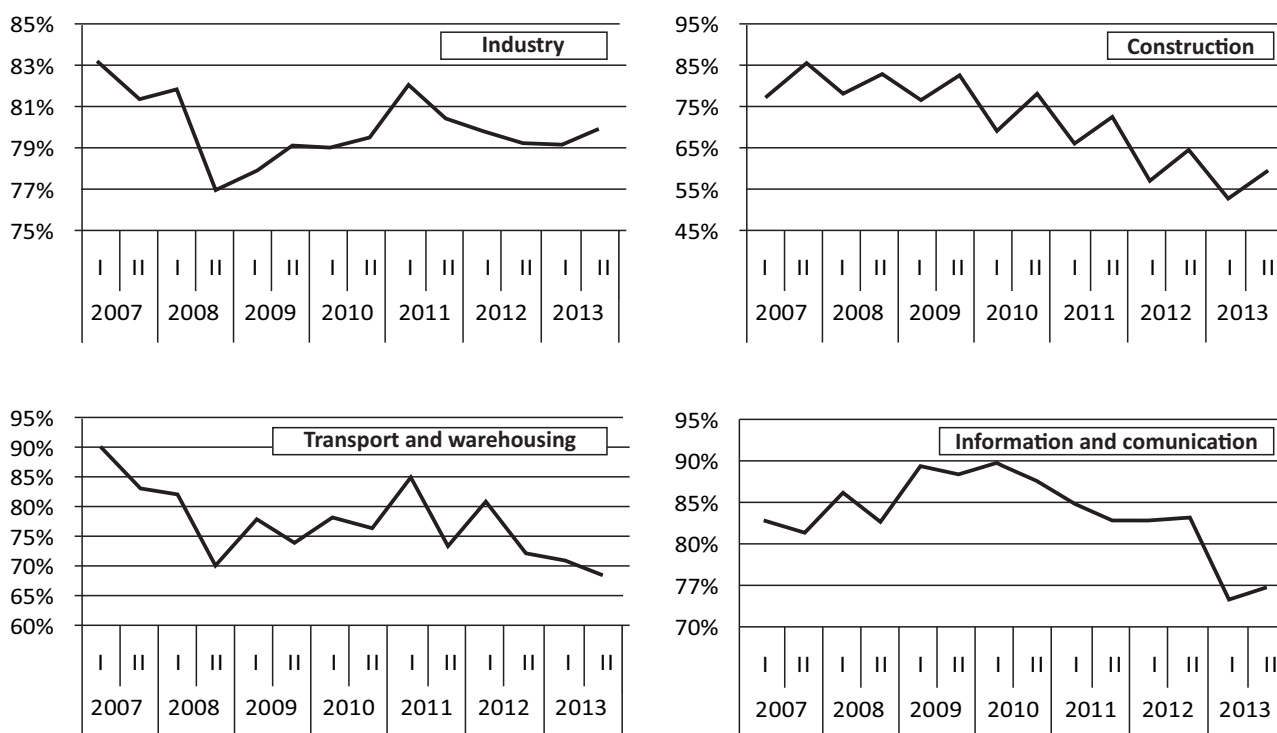 Industry
85%
83%
81%
79%
77%
75%
I II I II I II I II I II I II I II
2007 2008 2009 2010 2011 2012 2013
Construction
95%
85%
75%
65%
55%
45%
I II I II I II I II I II I II I II
2007 2008 2009 2010 2011 2012 2013
Transport and warehousing
95%
90%
85%
80%
75%
70%
65%
60%
I II I II I II I II I II I II I II
2007 2008 2009 2010 2011 2012 2013
Information and comunication
95%
90%
85%
80%
77%
70%
I II I II I II I II I II I II I II
2007 2008 2009 2010 2011 2012 2013